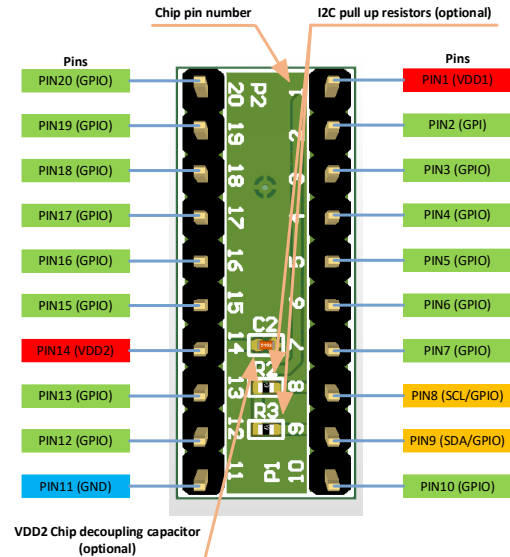 Chip pin number
I2C pull up resistors (optional)
Pins
Pins
PIN20 (GPIO)
PIN19 (GPIO)
PIN18 (GPIO)
PIN17 (GPIO)
PIN16 (GPIO)
PIN15 (GPIO)
PIN14 (VDD2)
PIN13 (GPIO)
PIN12 (GPIO)
PIN11 (GND)
P2
20
19
18
17
16
15
14
13
12
11
C2
R3
P1
1
2
3
4
5
6
7
8
9
10
PIN1 (VDD1)
PIN2 (GPI)
PIN3 (GPIO)
PIN4 (GPIO)
PIN5 (GPIO)
PIN6 (GPIO)
PIN7 (GPIO)
PIN8 (SCL/GPIO)
PIN9 (SDA/GPIO)
PIN10 (GPIO)
VDD2 Chip decoupling capacitor
(optional)